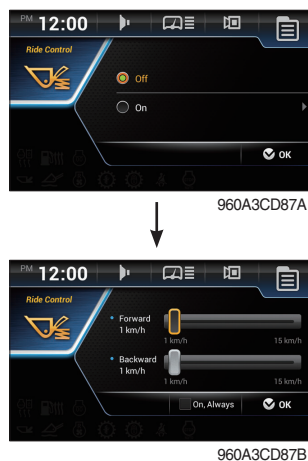 PM 12:00
Ride Control
Off
On
OK
960A3CD87A
PM 12:00
Ride Control
Forward
1 km/h
1 km/h 15 km/h
Backward
1 km/h
1 km/h 15 km/h
On, Always OK
960A3CD87B